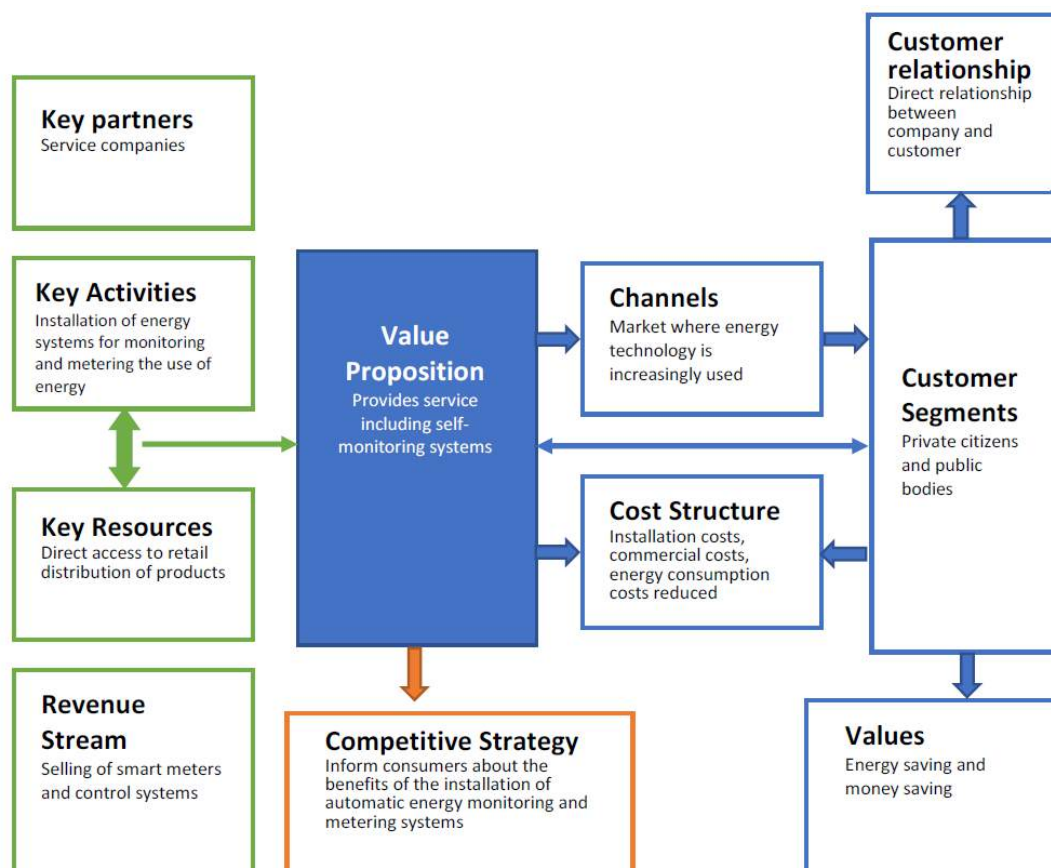 Key partners
Service companies
Key Activities
Installation of energy
systems for monitoring
and metering the use of
energy
Key Resources
Direct access to retail
distribution of products
Revenue
Stream
Selling of smart meters
and control systems
Value
Proposition
Provides service
including self-
monitoring systems
Competitive Strategy
Inform consumers about the
benefits of the installation of
automatic energy monitoring and
metering systems
Channels
Market where energy
technology is
increasingly used
Cost Structure
Installation costs,
commercial costs,
energy consumption
costs reduced
Customer
relationship
Direct relationship
between
company and
customer
Customer
Segments
Private citizens
and public
bodies
Values
Energy saving and
money saving